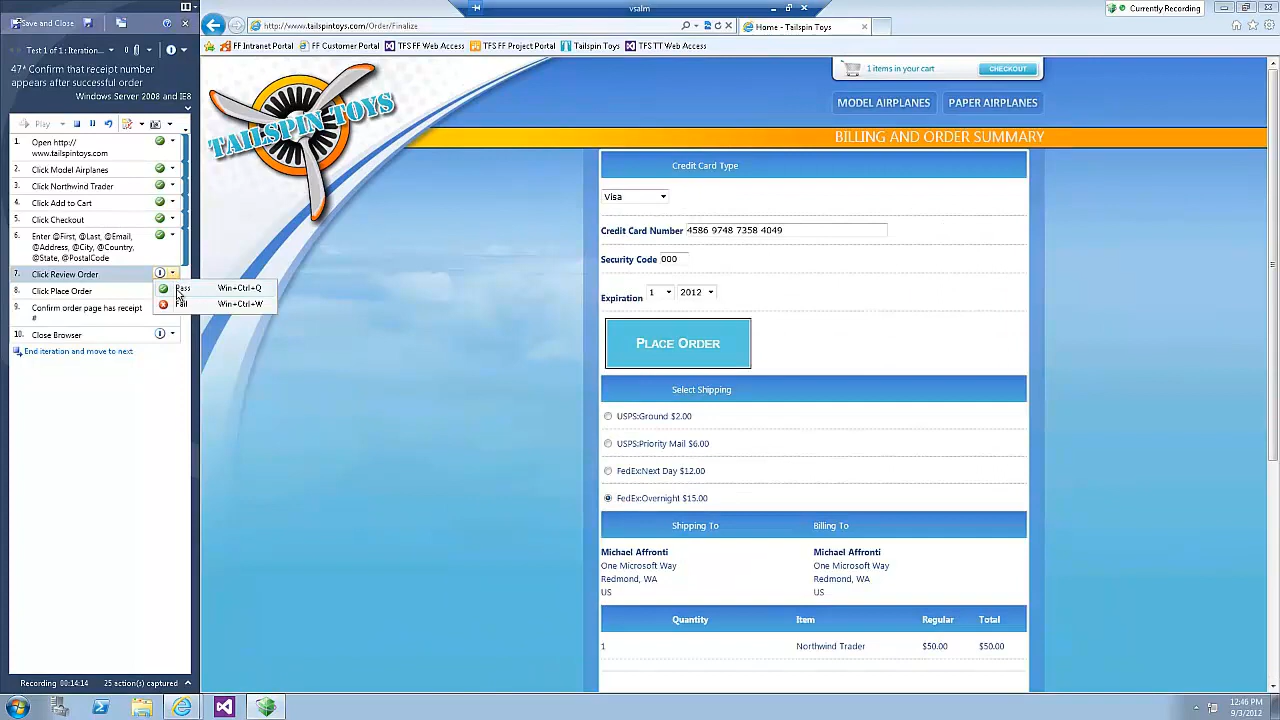 vsalm
Save and Close
http://www.tailspintoys.com/Order/Finalize
Home - Tailspin Toys
Currently Recording
Test 1 of 1: Iteration...
0
FF Intranet Portal
FF Customer Portal
TFS FF Web Access
TFS FF Project Portal
Tailspin Toys
TFS TT Web Access
47* Confirm that receipt number
appears after successful order
Windows Server 2008 and IE8
Play
1. Open http://
www.tailspintoys.com
2. Click Model Airplanes
3. Click Northwind Trader
4. Click Add to Cart
5. Click Checkout
6. Enter @First, @Last, @Email,
@Address, @City, @Country,
@State, @PostalCode
7. Click Review Order
8. Click Place Order
9. Confirm order page has receipt
#
10. Close Browser
End iteration and move to next
Pass Win+Ctrl+Q
Fail Win+Ctrl+W
TAILSPIN TOYS
1 items in your cart
CHECKOUT
MODEL AIRPLANES
PAPER AIRPLANES
BILLING AND ORDER SUMMARY
Credit Card Type
Visa
Credit Card Number 4586 9748 7358 4049
Security Code 000
Expiration 1 2012
PLACE ORDER
Select Shipping
USPS:Ground $2.00
USPS:Priority Mail $6.00
FedEx:Next Day $12.00
FedEx:Overnight $15.00
Shipping To Billing To
Michael Affronti Michael Affronti
One Microsoft Way One Microsoft Way
Redmond, WA Redmond, WA
US US
Quantity Item Regular Total
1 Northwind Trader $50.00 $50.00
Recording 00:14:14
25 action(s) captured
12:46 PM
9/3/2012